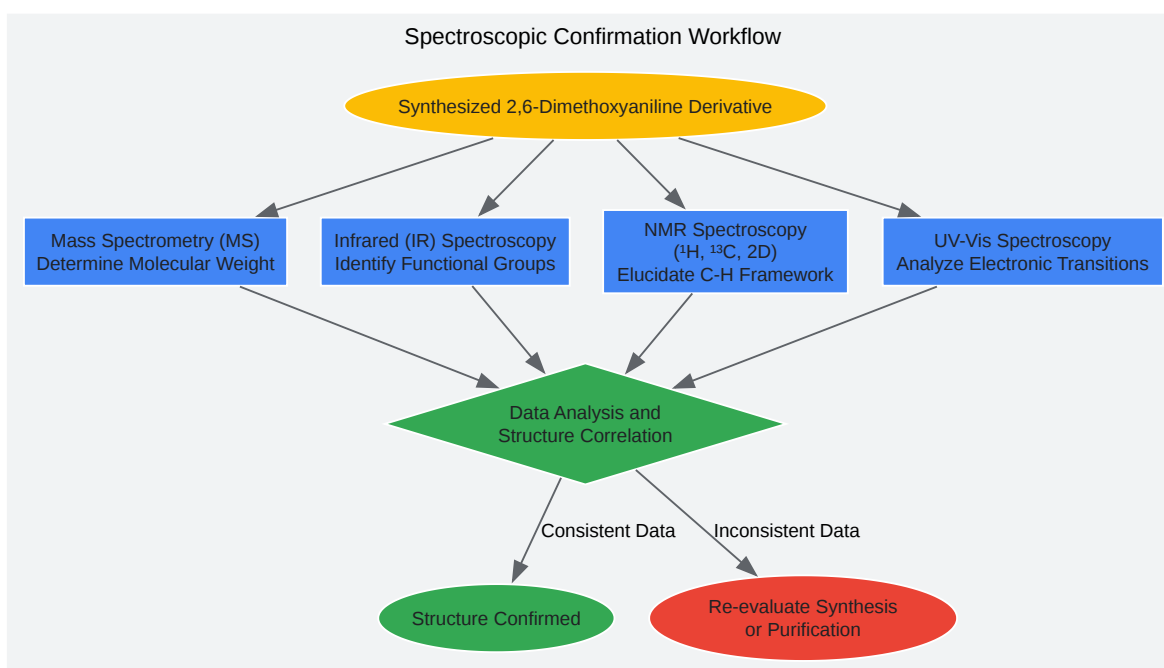 Spectroscopic Confirmation Workflow
Synthesized 2,6-Dimethoxyaniline Derivative
Mass Spectrometry (MS)
Determine Molecular Weight
Infrared (IR) Spectroscopy
Identify Functional Groups
NMR Spectroscopy
(¹H, ¹³C, 2D)
Elucidate C-H Framework
UV-Vis Spectroscopy
Analyze Electronic Transitions
Data Analysis and
Structure Correlation
Consistent Data
Inconsistent Data
Structure Confirmed
Re-evaluate Synthesis
or Purification